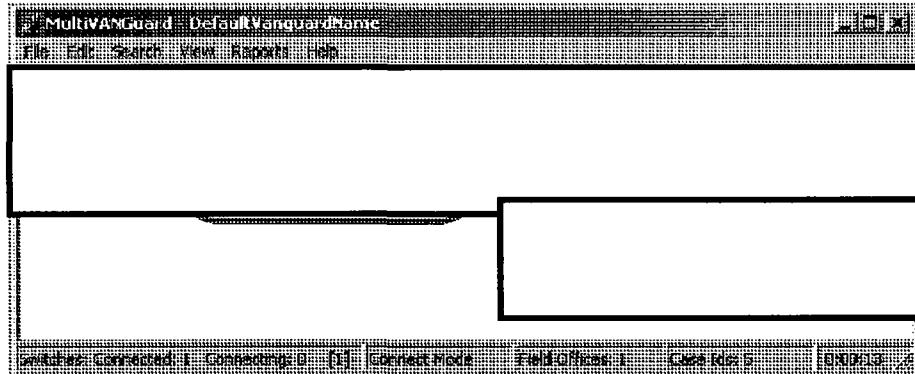 MultiVANGuard - DefaultVanguardName
File Edit Search View Reports Help
Switches: Connected: 1 Connecting: 0 [1] Connect Mode Field Offices: 1 Case Ids: 5 0:00:13